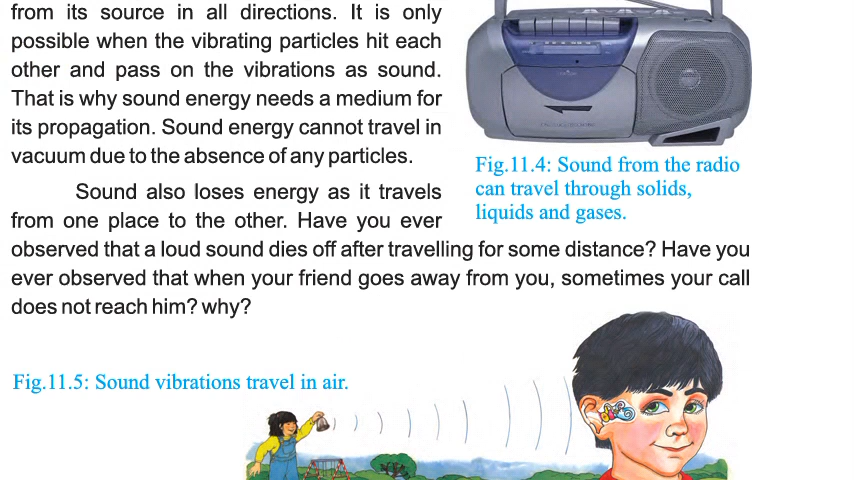 from its source in all directions. It is only
possible when the vibrating particles hit each
other and pass on the vibrations as sound.
That is why sound energy needs a medium for
its propagation. Sound energy cannot travel in
vacuum due to the absence of any particles.
Fig.11.4: Sound from the radio
can travel through solids,
liquids and gases.
Sound also loses energy as it travels
from one place to the other. Have you ever
observed that a loud sound dies off after travelling for some distance? Have you
ever observed that when your friend goes away from you, sometimes your call
does not reach him? why?
Fig.11.5: Sound vibrations travel in air.